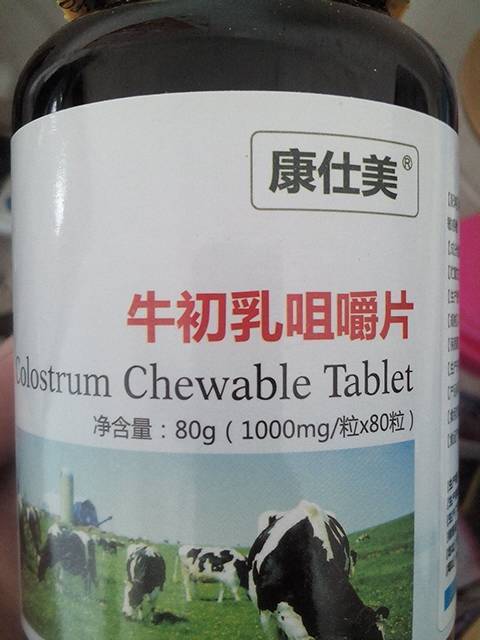 康仕美®
牛初乳咀嚼片
Colostrum Chewable Tablet
净含量：80g（1000mg/粒x80粒）